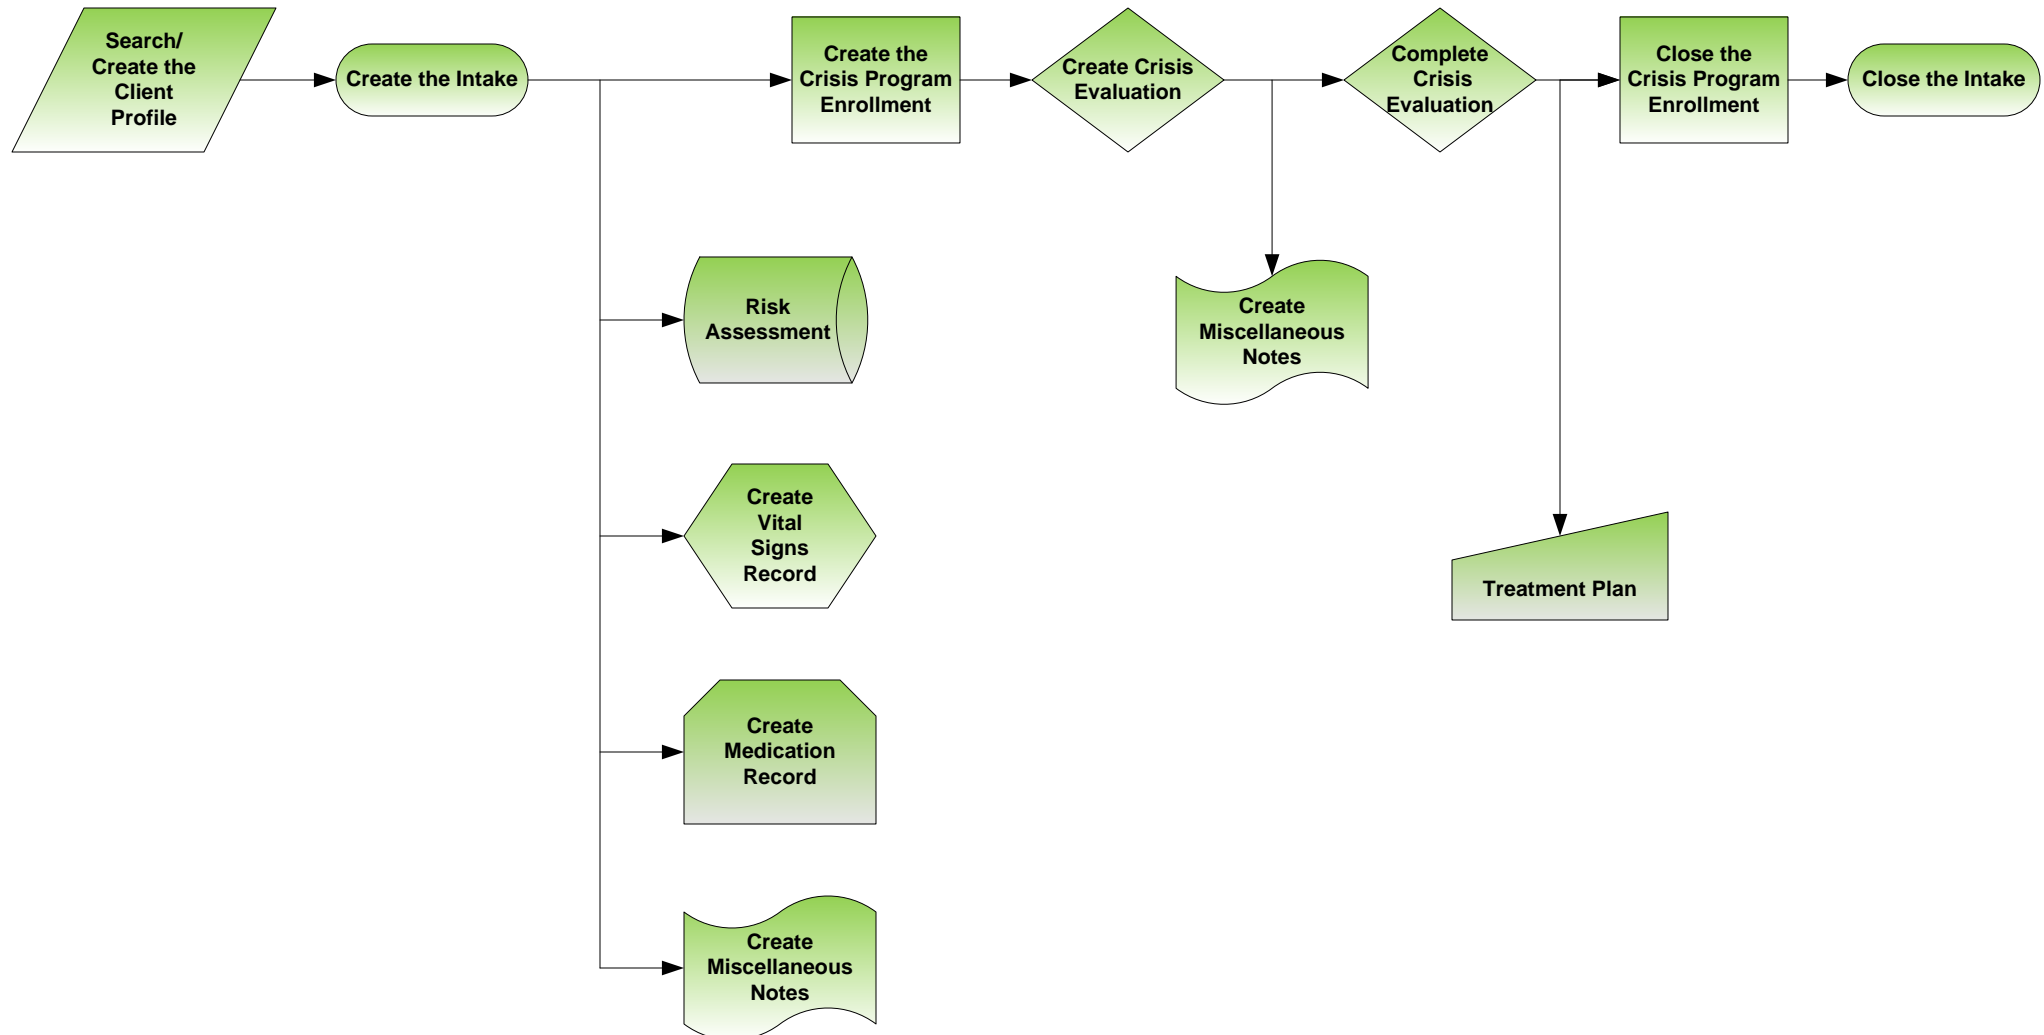 Search/
Create the
Client
Profile
Create the Intake
Create the
Crisis Program
Enrollment
Create Crisis
Evaluation
Complete
Crisis
Evaluation
Close the
Crisis Program
Enrollment
Close the Intake
Risk
Assessment
Create
Miscellaneous
Notes
Create
Vital
Signs
Record
Treatment Plan
Create
Medication
Record
Create
Miscellaneous
Notes